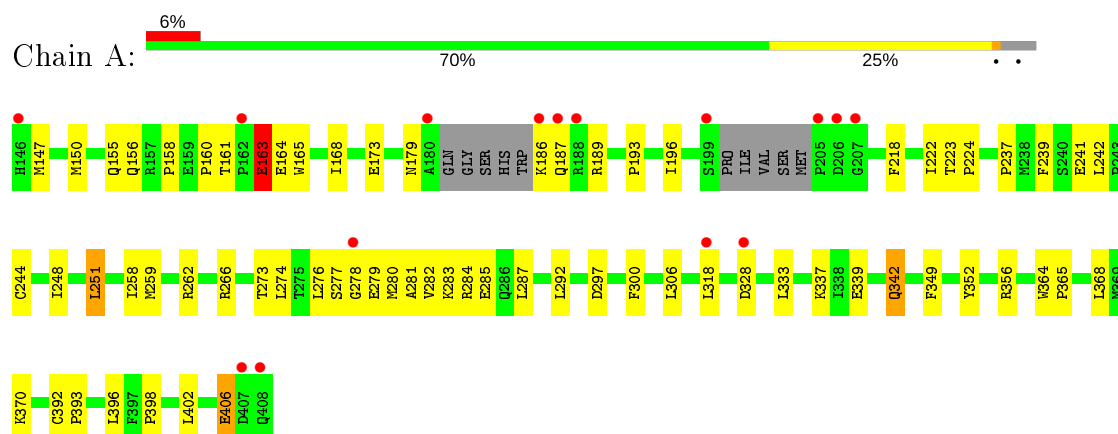 6%
Chain A:
70% 25% • •
H146 M147 M150 Q155 Q156 R157 P158 E159 P160 T161 P162 E163 E164 W165 I168 E173 N179 A180 GLN GLY SER HIS TRP K186 Q187 R188 R189 P193 I196 S199 PRO ILE VAL SER MET P205 D206 G207 F218 I222 T223 P224 P237 M238 F239 S240 E241 L242 P243
C244 I248 L251 I258 M259 R262 R266 T273 L274 T275 L276 S277 G278 E279 M280 A281 V282 K283 R284 E285 Q286 L287 L292 D297 F300 L306 L318 D328 L333 K337 I338 E339 Q342 F349 Y352 R356 W364 P365 L368 M369
K370 C392 P393 L396 F397 P398 L402 E406 D407 Q408